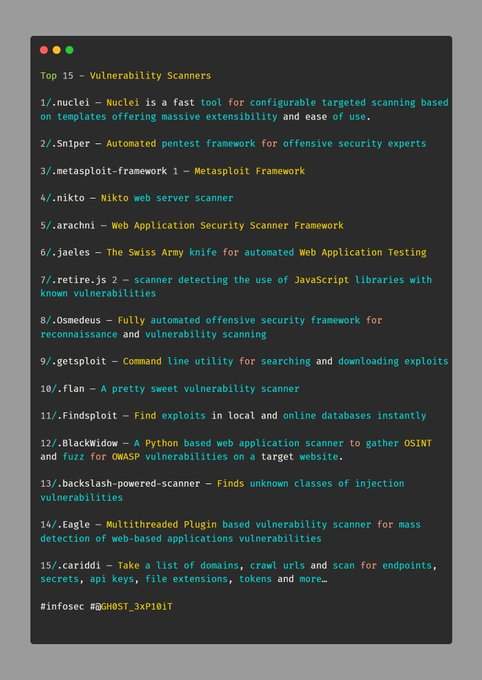 Top 15 - Vulnerability Scanners
1/.nuclei — Nuclei is a fast tool for configurable targeted scanning based
on templates offering massive extensibility and ease of use.
2/.Sn1per — Automated pentest framework for offensive security experts
3/.metasploit-framework 1 — Metasploit Framework
4/.nikto — Nikto web server scanner
5/.arachni — Web Application Security Scanner Framework
6/.jaeles — The Swiss Army knife for automated Web Application Testing
7/.retire.js 2 — scanner detecting the use of JavaScript libraries with
known vulnerabilities
8/.Osmedeus — Fully automated offensive security framework for
reconnaissance and vulnerability scanning
9/.getsploit — Command line utility for searching and downloading exploits
10/.flan — A pretty sweet vulnerability scanner
11/.Findsploit — Find exploits in local and online databases instantly
12/.BlackWidow — A Python based web application scanner to gather OSINT
and fuzz for OWASP vulnerabilities on a target website.
13/.backslash-powered-scanner — Finds unknown classes of injection
vulnerabilities
14/.Eagle — Multithreaded Plugin based vulnerability scanner for mass
detection of web-based applications vulnerabilities
15/.cariddi — Take a list of domains, crawl urls and scan for endpoints,
secrets, api keys, file extensions, tokens and more…
#infosec #@GH0ST_3xP10iT